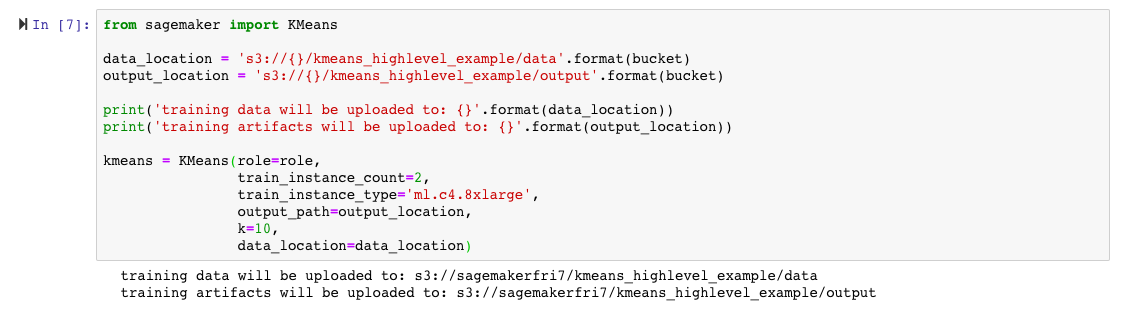 In [7]: from sagemaker import KMeans

data_location = 's3://{}/kmeans_highlevel_example/data'.format(bucket)
output_location = 's3://{}/kmeans_highlevel_example/output'.format(bucket)

print('training data will be uploaded to: {}'.format(data_location))
print('training artifacts will be uploaded to: {}'.format(output_location))

kmeans = KMeans(role=role,
                train_instance_count=2,
                train_instance_type='ml.c4.8xlarge',
                output_path=output_location,
                k=10,
                data_location=data_location)
training data will be uploaded to: s3://sagemakerfri7/kmeans_highlevel_example/data
training artifacts will be uploaded to: s3://sagemakerfri7/kmeans_highlevel_example/output